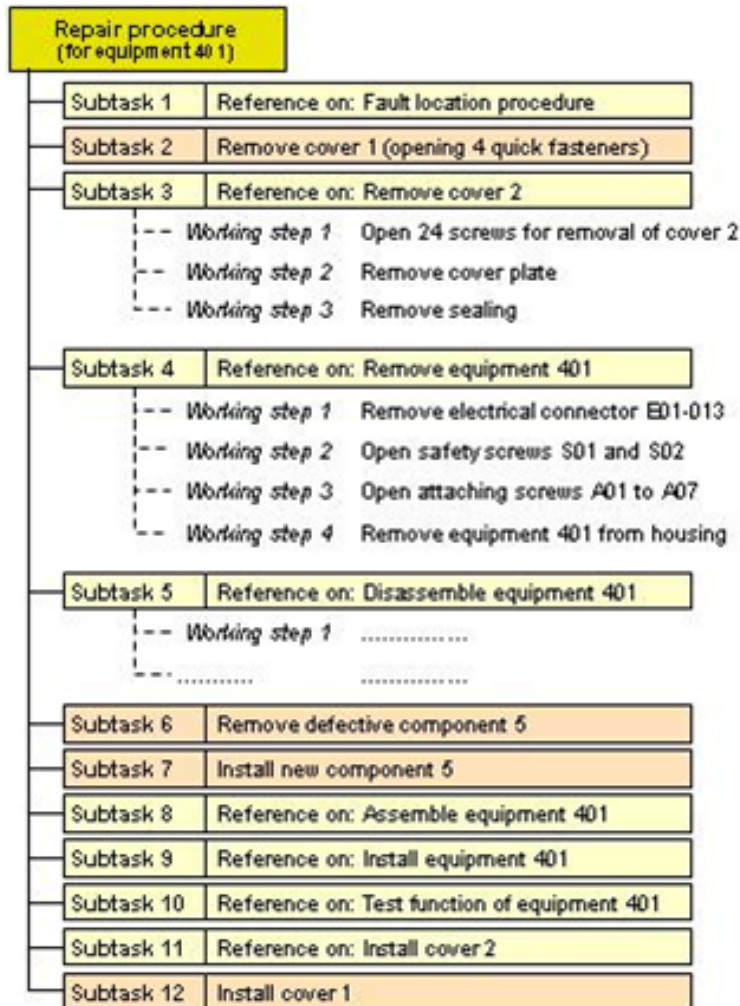 Repair procedure
(for equipment 401)
Subtask 1 Reference on: Fault location procedure
Subtask 2 Remove cover 1 (opening 4 quick fasteners)
Subtask 3 Reference on: Remove cover 2
Working step 1 Open 24 screws for removal of cover 2
Working step 2 Remove cover plate
Working step 3 Remove sealing
Subtask 4 Reference on: Remove equipment 401
Working step 1 Remove electrical connector E01-013
Working step 2 Open safety screws S01 and S02
Working step 3 Open attaching screws A01 to A07
Working step 4 Remove equipment 401 from housing
Subtask 5 Reference on: Disassemble equipment 401
Working step 1 ...............
........... ...............
Subtask 6 Remove defective component 5
Subtask 7 Install new component 5
Subtask 8 Reference on: Assemble equipment 401
Subtask 9 Reference on: Install equipment 401
Subtask 10 Reference on: Test function of equipment 401
Subtask 11 Reference on: Install cover 2
Subtask 12 Install cover 1